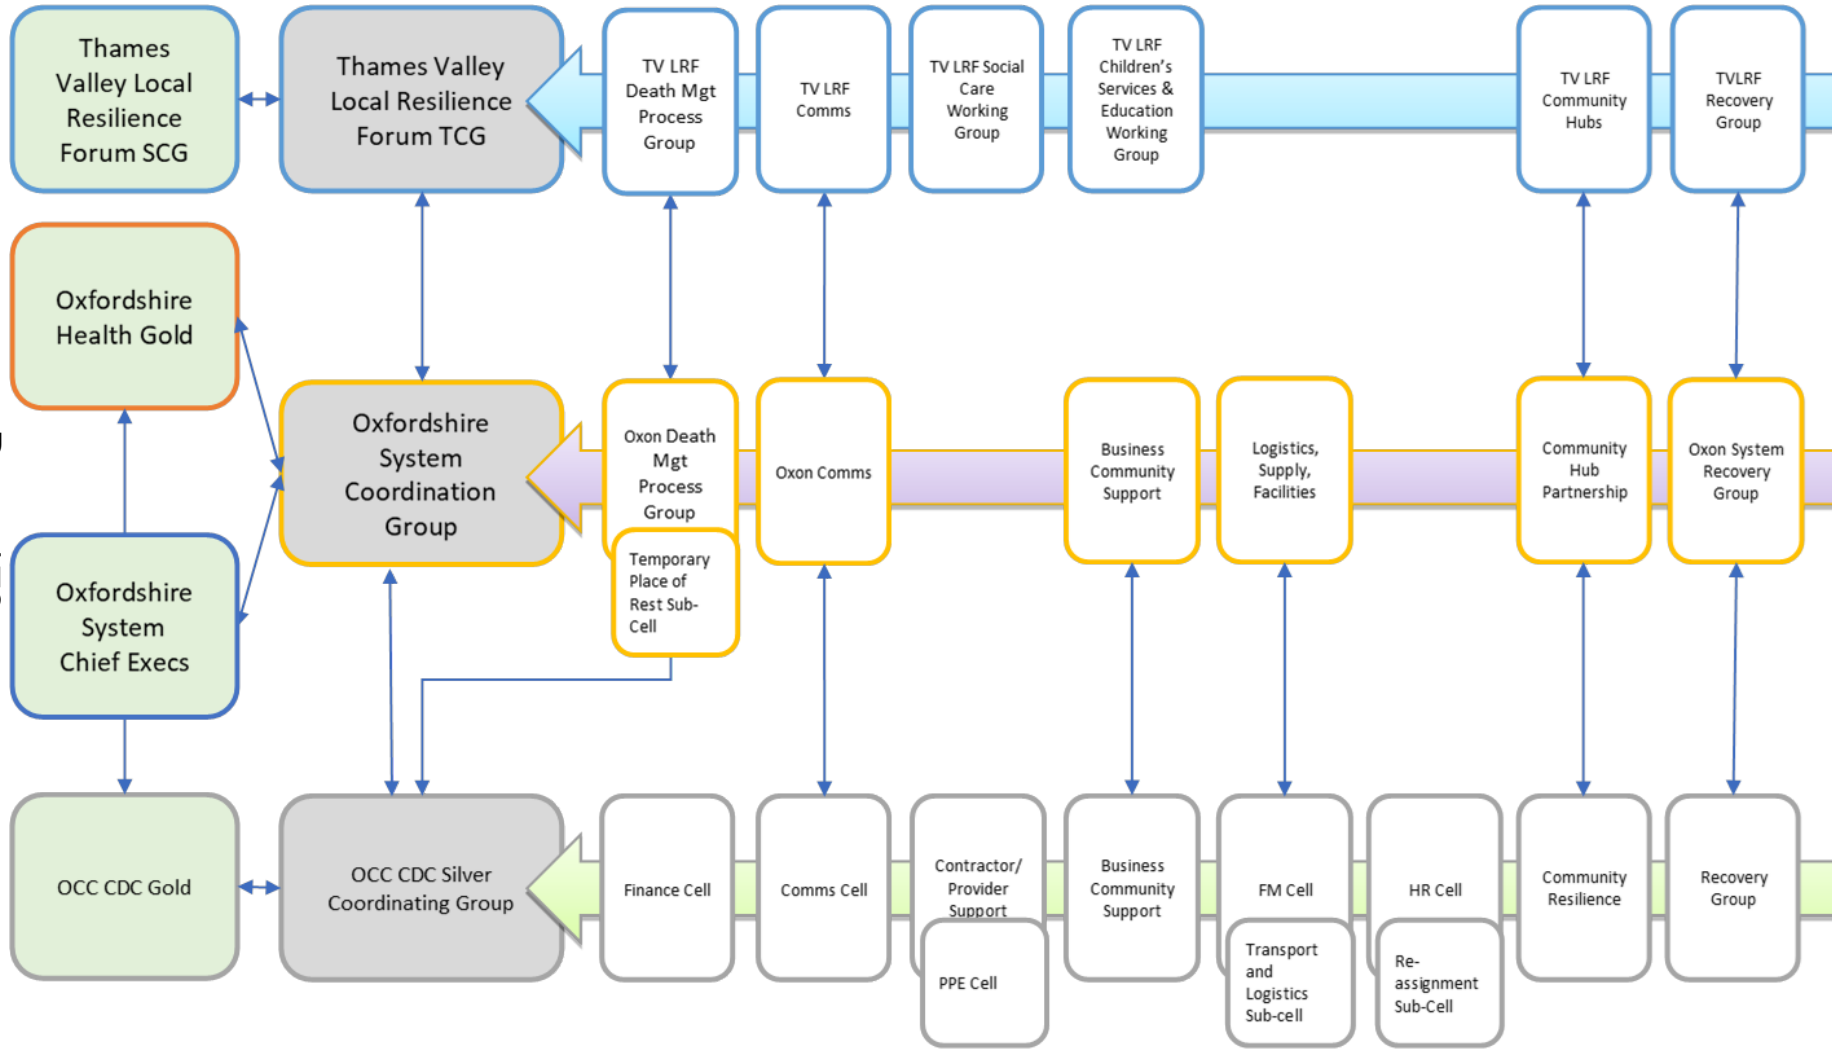 Thames
Valley Local
Resilience
Forum SCG
Thames Valley
Local Resilience
Forum TCG
TV LRF
Death Mgt
Process
Group
TV LRF
Comms
TV LRF Social
Care
Working
Group
TV LRF
Children's
Services &
Education
Working
Group
TV LRF
Community
Hubs
TVLRF
Recovery
Group
Oxfordshire
Health Gold
Oxfordshire
System
Coordination
Group
Oxon Death
Mgt
Process
Group
Temporary
Place of
Rest Sub-
Cell
Oxon Comms
Business
Community
Support
Logistics,
Supply,
Facilities
Community
Hub
Partnership
Oxon System
Recovery
Group
Oxfordshire
System
Chief Execs
OCC CDC Gold
OCC CDC Silver
Coordinating Group
Finance Cell
Comms Cell
Contractor/
Provider
Support
PPE Cell
Business
Community
Support
FM Cell
Transport
and
Logistics
Sub-cell
HR Cell
Re-
assignment
Sub-Cell
Community
Resilience
Recovery
Group